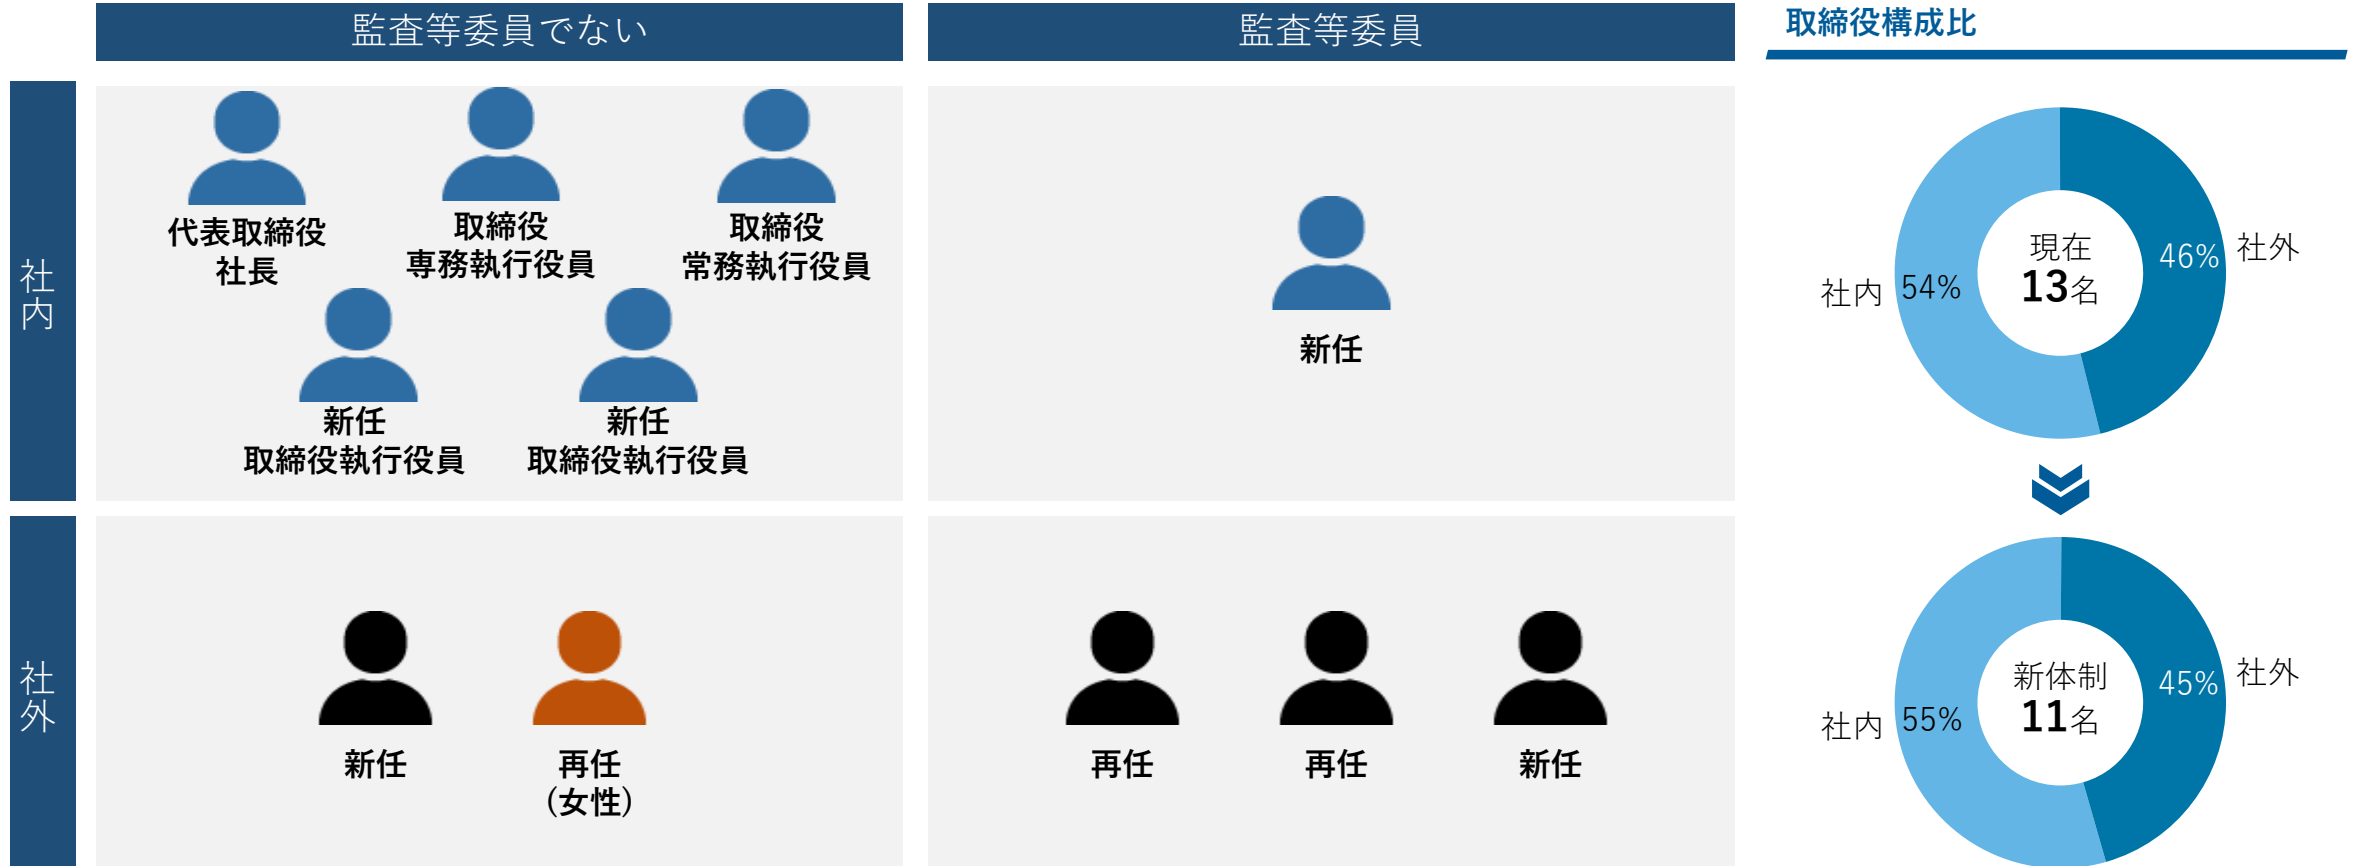 監査等委員でない
監査等委員
取締役構成比
社内
代表取締役
社長
取締役
専務執行役員
取締役
常務執行役員
新任
取締役執行役員
新任
取締役執行役員
新任
社外
新任
再任
(女性)
再任
再任
新任
現在
13名
社内
54%
46%
社外
新体制
11名
社内
55%
45%
社外